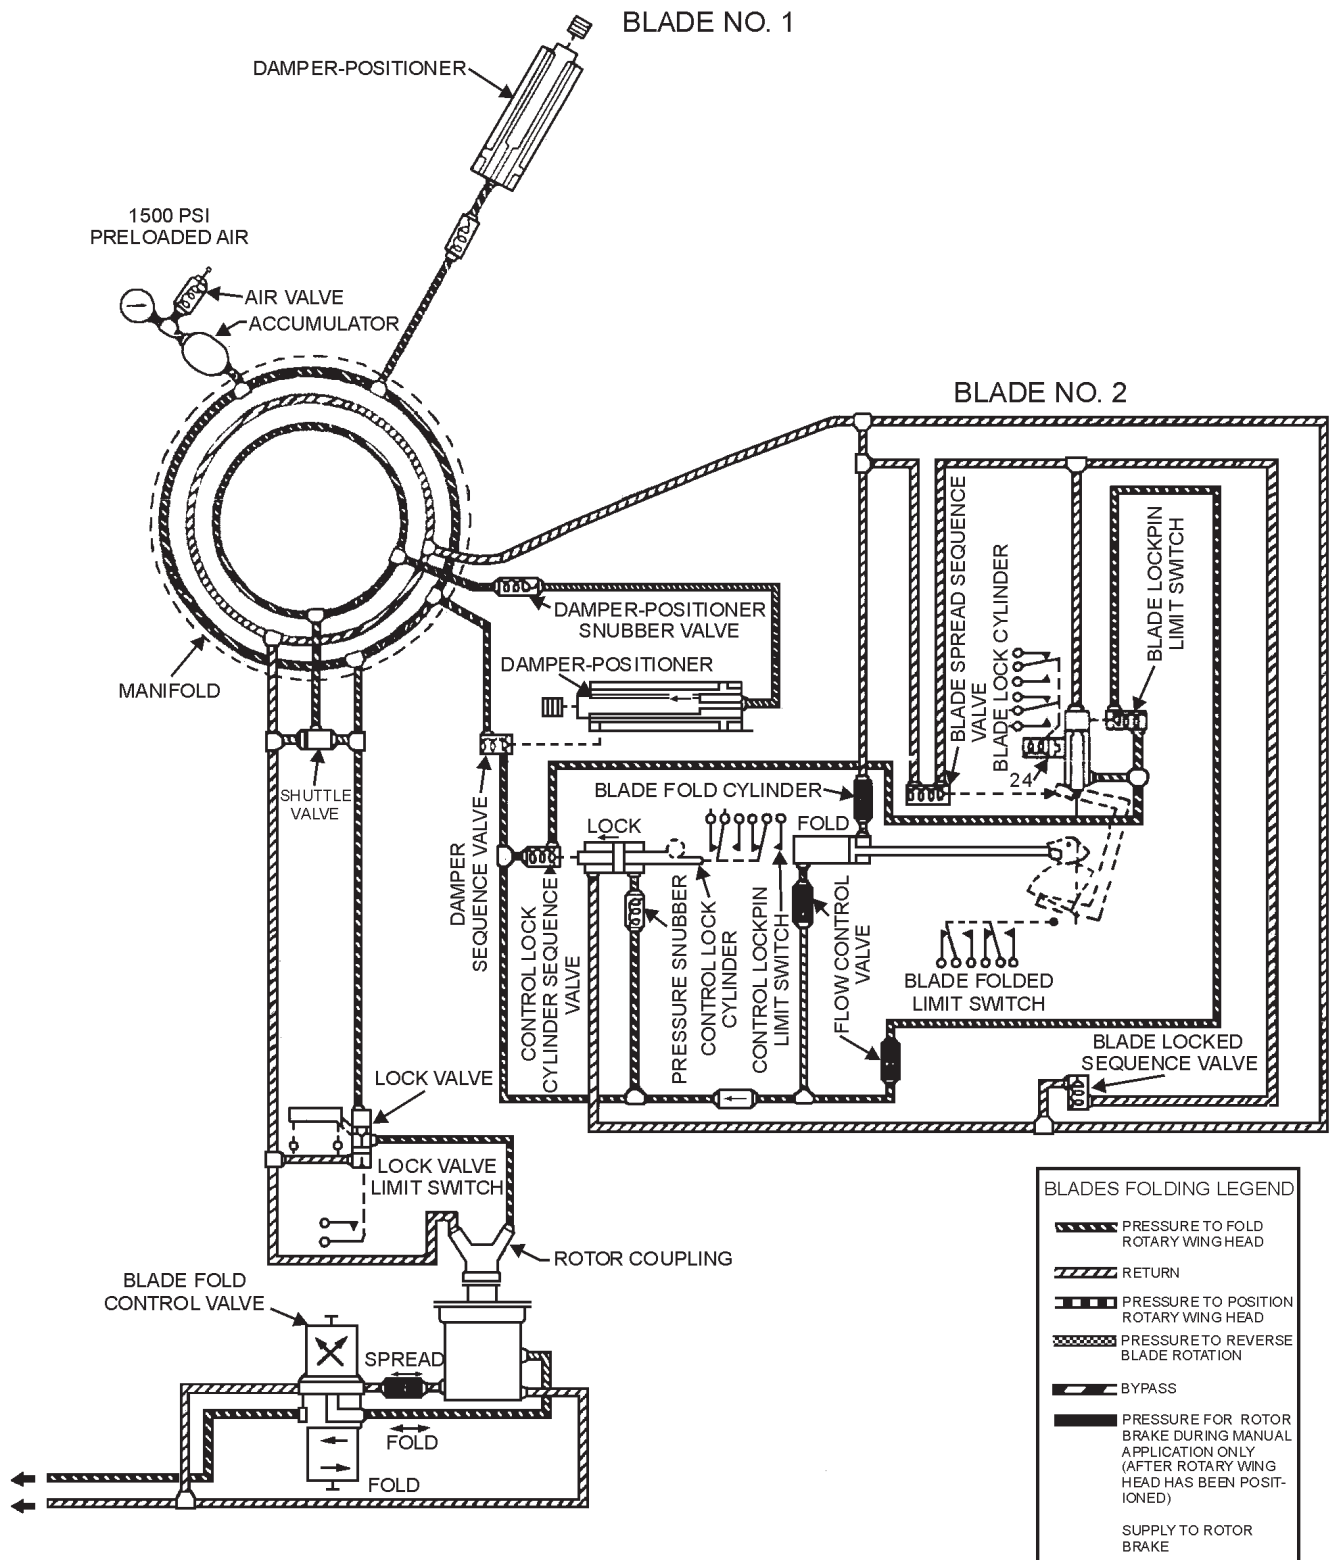 BLADE NO. 1
DAMPER-POSITIONER
1500 PSI
PRELOADED AIR
AIR VALVE
ACCUMULATOR
BLADE NO. 2
DAMPER-POSITIONER
SNUBBER VALVE
DAMPER-POSITIONER
MANIFOLD
SHUTTLE
VALVE
DAMPER
SEQUENCE VALVE
BLADE SPREAD SEQUENCE
VALVE
BLADE LOCK CYLINDER
BLADE LOCKPIN
LIMIT SWITCH
24
BLADE FOLD CYLINDER
LOCK
FOLD
CONTROL LOCK
CYLINDER SEQUENCE
VALVE
PRESSURE SNUBBER
CONTROL LOCK
CYLINDER
CONTROL LOCKPIN
LIMIT SWITCH
FLOW CONTROL
VALVE
BLADE FOLDED
LIMIT SWITCH
BLADE LOCKED
SEQUENCE VALVE
LOCK VALVE
LOCK VALVE
LIMIT SWITCH
ROTOR COUPLING
BLADE FOLD
CONTROL VALVE
SPREAD
FOLD
FOLD
BLADES FOLDING LEGEND
PRESSURE TO FOLD
ROTARY WING HEAD
RETURN
PRESSURE TO POSITION
ROTARY WING HEAD
PRESSURE TO REVERSE
BLADE ROTATION
BYPASS
PRESSURE FOR ROTOR
BRAKE DURING MANUAL
APPLICATION ONLY
(AFTER ROTARY WING
HEAD HAS BEEN POSIT-
IONED)
SUPPLY TO ROTOR
BRAKE